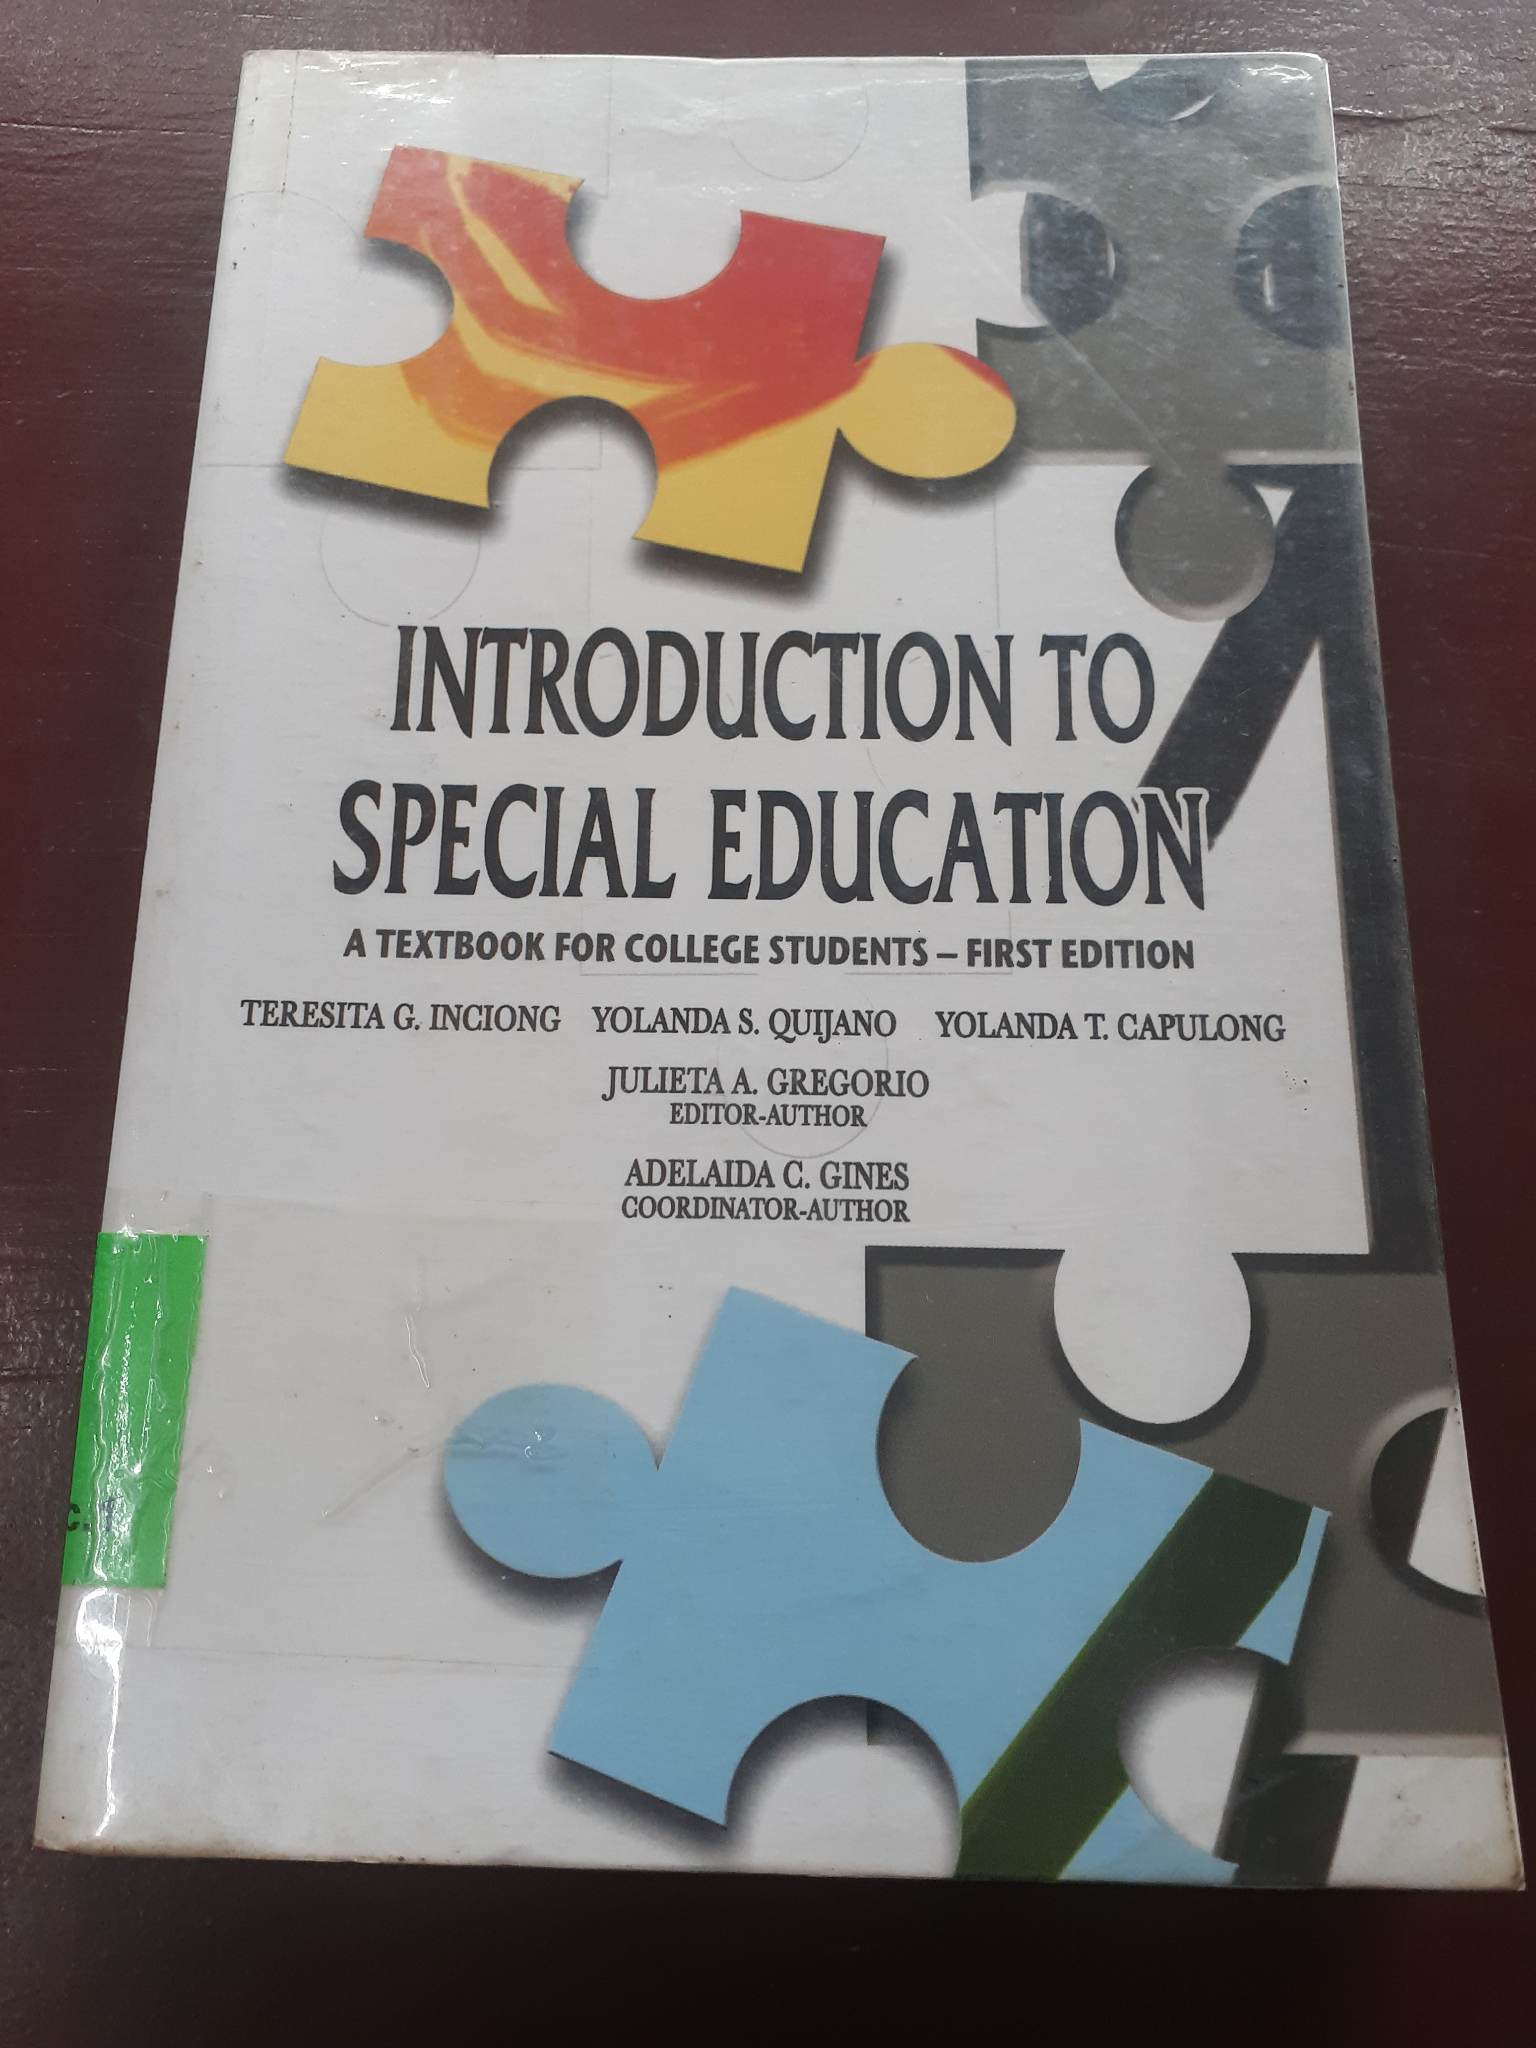 INTRODUCTION TO
SPECIAL EDUCATION
A TEXTBOOK FOR COLLEGE STUDENTS – FIRST EDITION
TERESITA G. INCIONG YOLANDA S. QUIJANO YOLANDA T. CAPULONG
JULIETA A. GREGORIO
EDITOR-AUTHOR
ADELAIDA C. GINES
COORDINATOR-AUTHOR